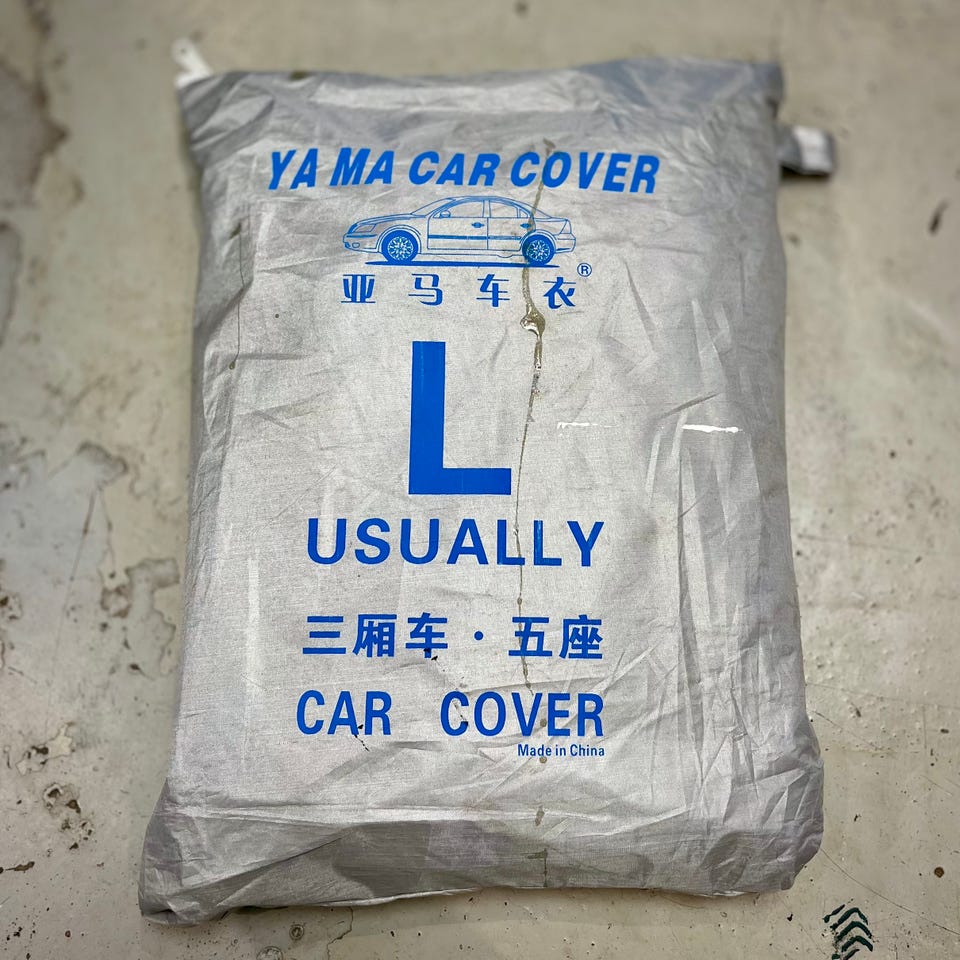 YA MA CAR COVER
亚马车衣®
L
USUALLY
三厢车·五座
CAR COVER
Made in China